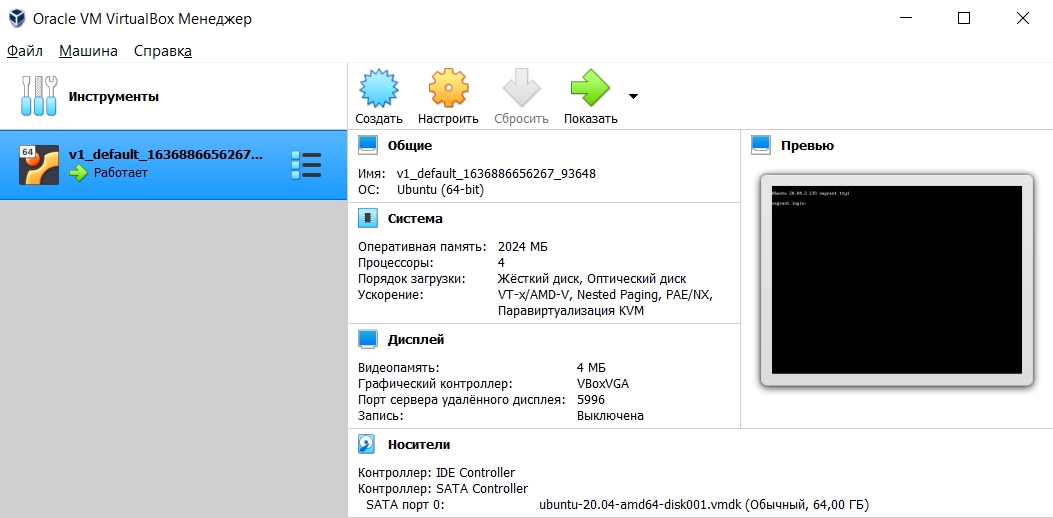 Oracle VM VirtualBox Менеджер
Файл Машина Справка
Инструменты
64
v1_default_1636886656267...
Работает
Создать Настроить Сбросить Показать
Общие
Имя: v1_default_1636886656267_93648
ОС: Ubuntu (64-bit)
Система
Оперативная память: 2024 МБ
Процессоры: 4
Порядок загрузки: Жёсткий диск, Оптический диск
Ускорение: VT-x/AMD-V, Nested Paging, PAE/NX,
Паравиртуализация KVM
Дисплей
Видеопамять: 4 МБ
Графический контроллер: VBoxVGA
Порт сервера удалённого дисплея: 5996
Запись: Выключена
Превью
Ubuntu 20.04.2 LTS vagrant tty1
vagrant login:
Носители
Контроллер: IDE Controller
Контроллер: SATA Controller
SATA порт 0: ubuntu-20.04-amd64-disk001.vmdk (Обычный, 64,00 ГБ)